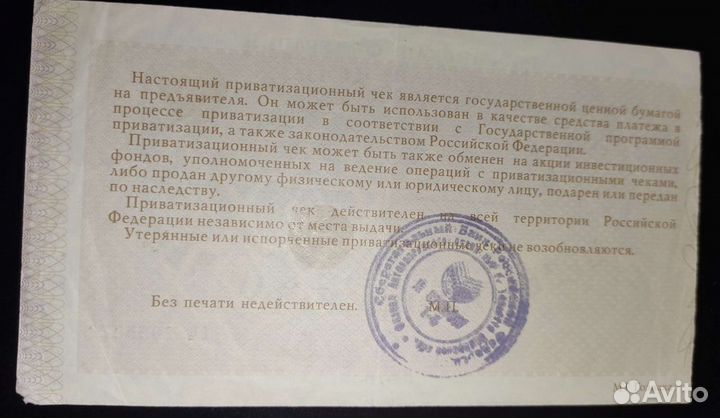 Настоящий приватизационный чек является государственной ценной бумагой
на предъявителя. Он может быть использован в качестве средства платежа в
процессе приватизации в соответствии с Государственной программой
приватизации, а также законодательством Российской Федерации.
Приватизационный чек может быть также обменен на акции инвестиционных
фондов, уполномоченных на ведение операций с приватизационными чеками,
либо продан другому физическому или юридическому лицу, подарен или передан
по наследству.
Приватизационный чек действителен на всей территории Российской
Федерации независимо от места выдачи.
Утерянные или испорченные приватизационные чеки не возобновляются.
Без печати недействителен.
М.П.
Сберегательный Банк Российской
Avito